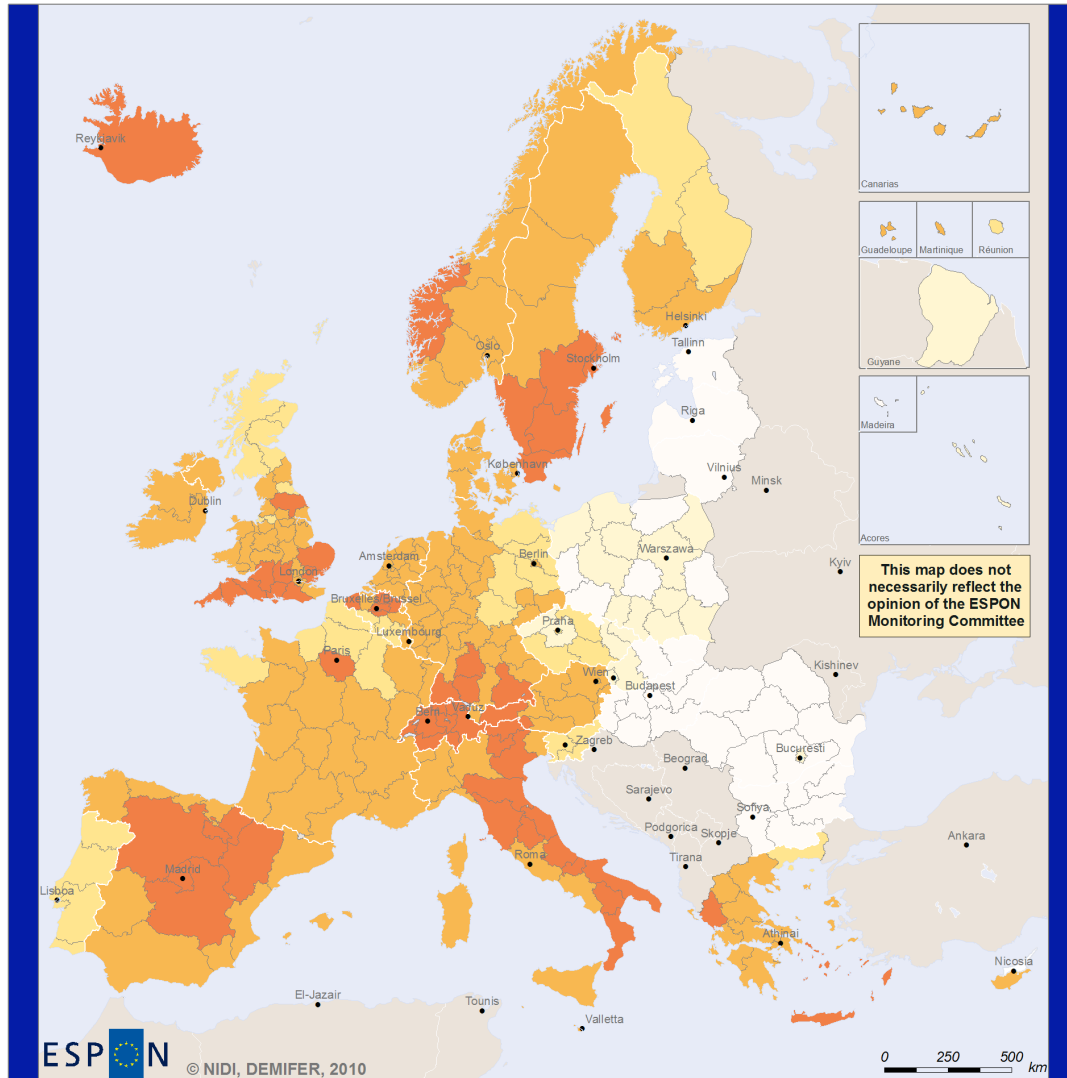 Canarias
Reykjavik
Guadeloupe
Martinique
Réunion
Oslo
Helsinki
Tallinn
Stockholm
Guyane
Riga
Madeira
København
Vilnius
Minsk
Dublin
Acores
Amsterdam
Berlin
Warszawa
London
Kyiv
This map does not
necessarily reflect the
opinion of the ESPON
Monitoring Committee
Bruxelles/Brussel
Praha
Luxembourg
Paris
Wien
Kishinev
Budapest
Bern
Vaduz
Zagreb
Bucuresti
Beograd
Sarajevo
Sofiya
Podgorica
Skopje
Ankara
Roma
Tirana
Madrid
Lisboa
Athinai
Nicosia
El-Jazair
Tounis
Valletta
ESPON
© NIDI, DEMIFER, 2010
0 250 500
km